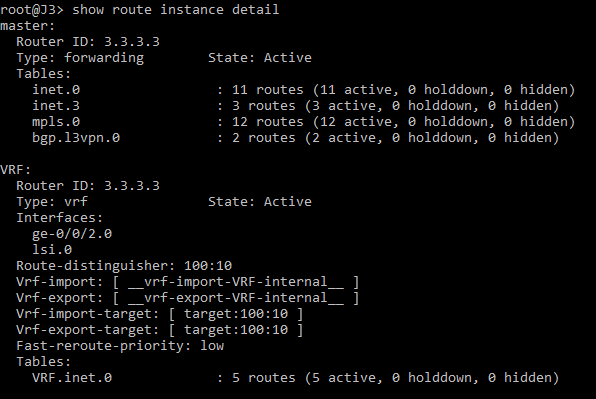 root@J3> show route instance detail
master:
  Router ID: 3.3.3.3
  Type: forwarding        State: Active
  Tables:
    inet.0                 : 11 routes (11 active, 0 holddown, 0 hidden)
    inet.3                 : 3 routes (3 active, 0 holddown, 0 hidden)
    mpls.0                 : 12 routes (12 active, 0 holddown, 0 hidden)
    bgp.l3vpn.0            : 2 routes (2 active, 0 holddown, 0 hidden)
VRF:
  Router ID: 3.3.3.3
  Type: vrf               State: Active
  Interfaces:
    ge-0/0/2.0
    lsi.0
  Route-distinguisher: 100:10
  Vrf-import: [ __vrf-import-VRF-internal__ ]
  Vrf-export: [ __vrf-export-VRF-internal__ ]
  Vrf-import-target: [ target:100:10 ]
  Vrf-export-target: [ target:100:10 ]
  Fast-reroute-priority: low
  Tables:
    VRF.inet.0             : 5 routes (5 active, 0 holddown, 0 hidden)